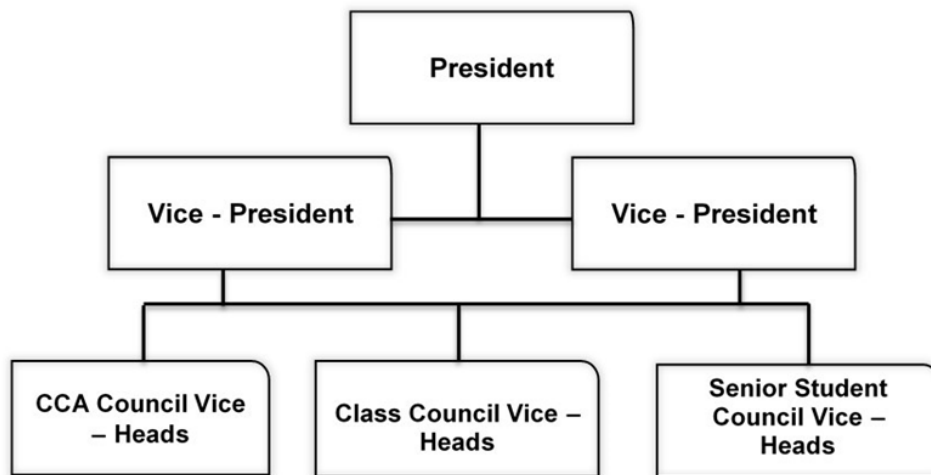 President
Vice - President
Vice - President
CCA Council Vice
– Heads
Class Council Vice –
Heads
Senior Student
Council Vice –
Heads